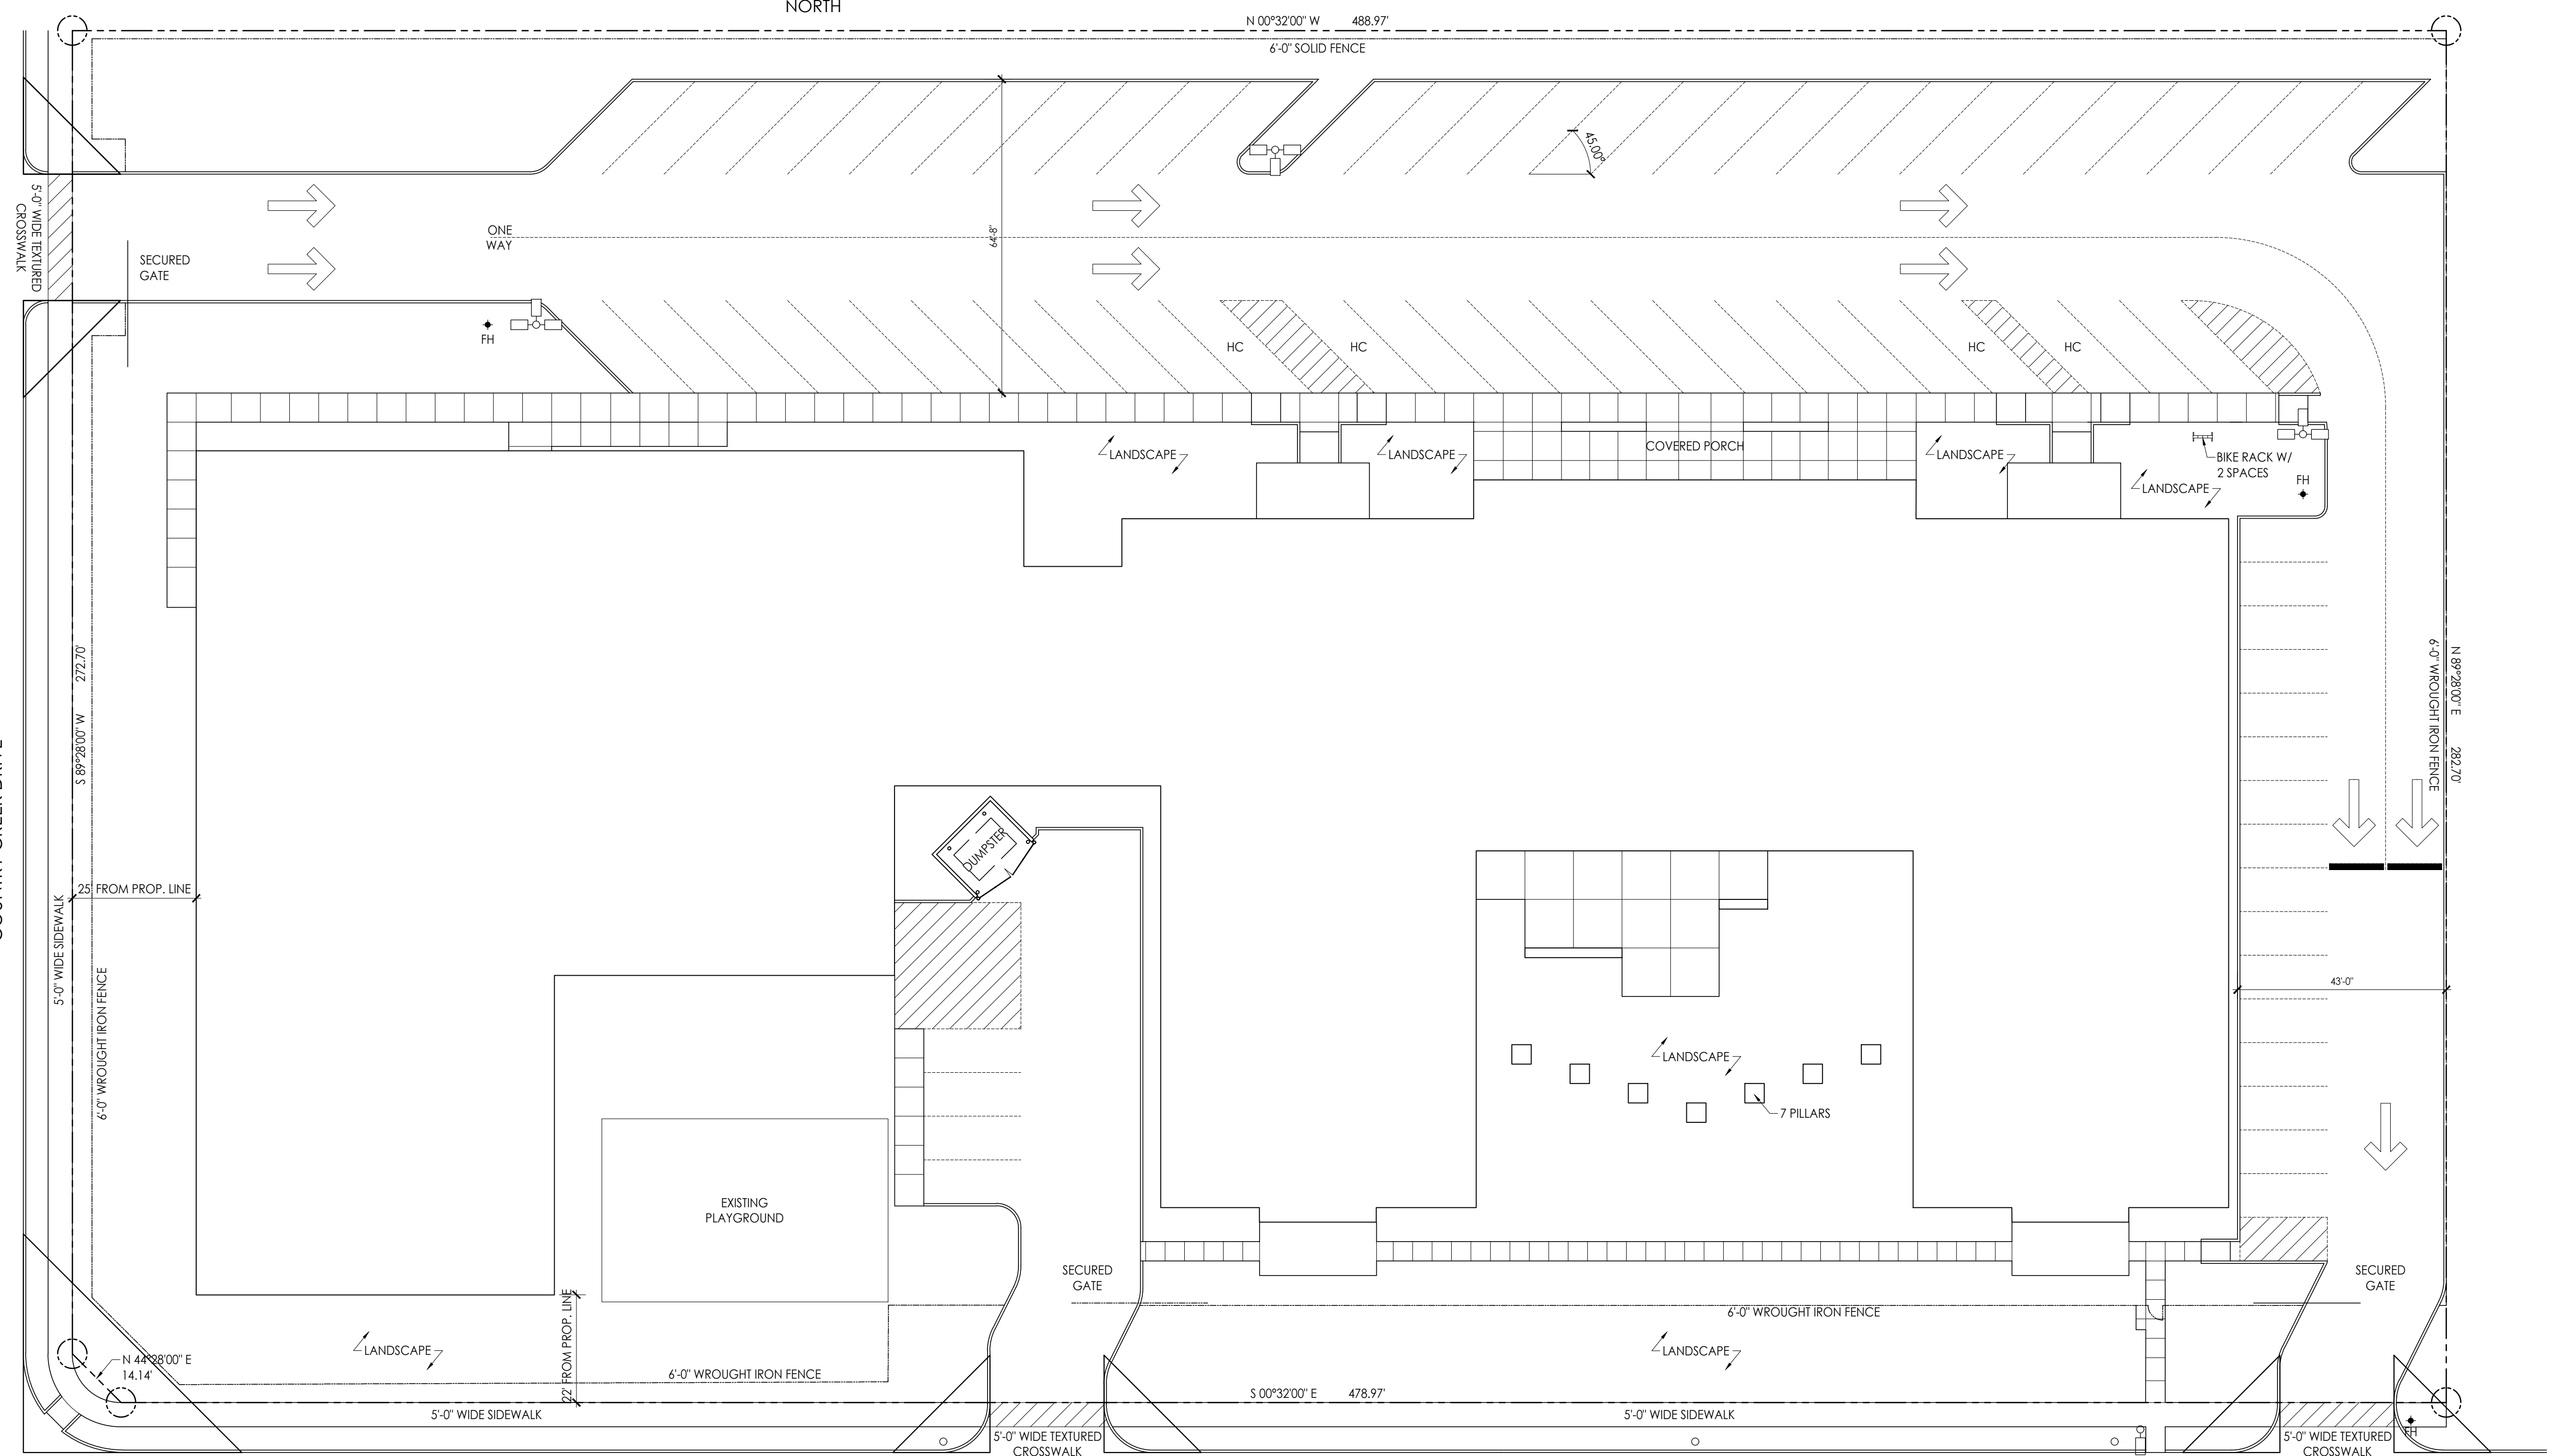 NORTH
N 00°32'00" W 488.97'
6'-0" SOLID FENCE
45.00°
5'-0" WIDE TEXTURED
CROSSWALK
ONE
WAY
64'-8"
SECURED
GATE
FH
HC
HC
HC
HC
LANDSCAPE
LANDSCAPE
COVERED PORCH
LANDSCAPE
BIKE RACK W/
2 SPACES
LANDSCAPE
FH
S 89°28'00" W 272.70'
N 89°28'00" E 282.70'
6'-0" WROUGHT IRON FENCE
DUMPSTER
25' FROM PROP. LINE
5'-0" WIDE SIDEWALK
6'-0" WROUGHT IRON FENCE
43'-0"
LANDSCAPE
7 PILLARS
EXISTING
PLAYGROUND
SECURED
GATE
SECURED
GATE
6'-0" WROUGHT IRON FENCE
22' FROM PROP. LINE
LANDSCAPE
LANDSCAPE
N 44°28'00" E
14.14'
6'-0" WROUGHT IRON FENCE
S 00°32'00" E 478.97'
5'-0" WIDE SIDEWALK
5'-0" WIDE SIDEWALK
5'-0" WIDE TEXTURED
CROSSWALK
5'-0" WIDE TEXTURED
CROSSWALK
FH